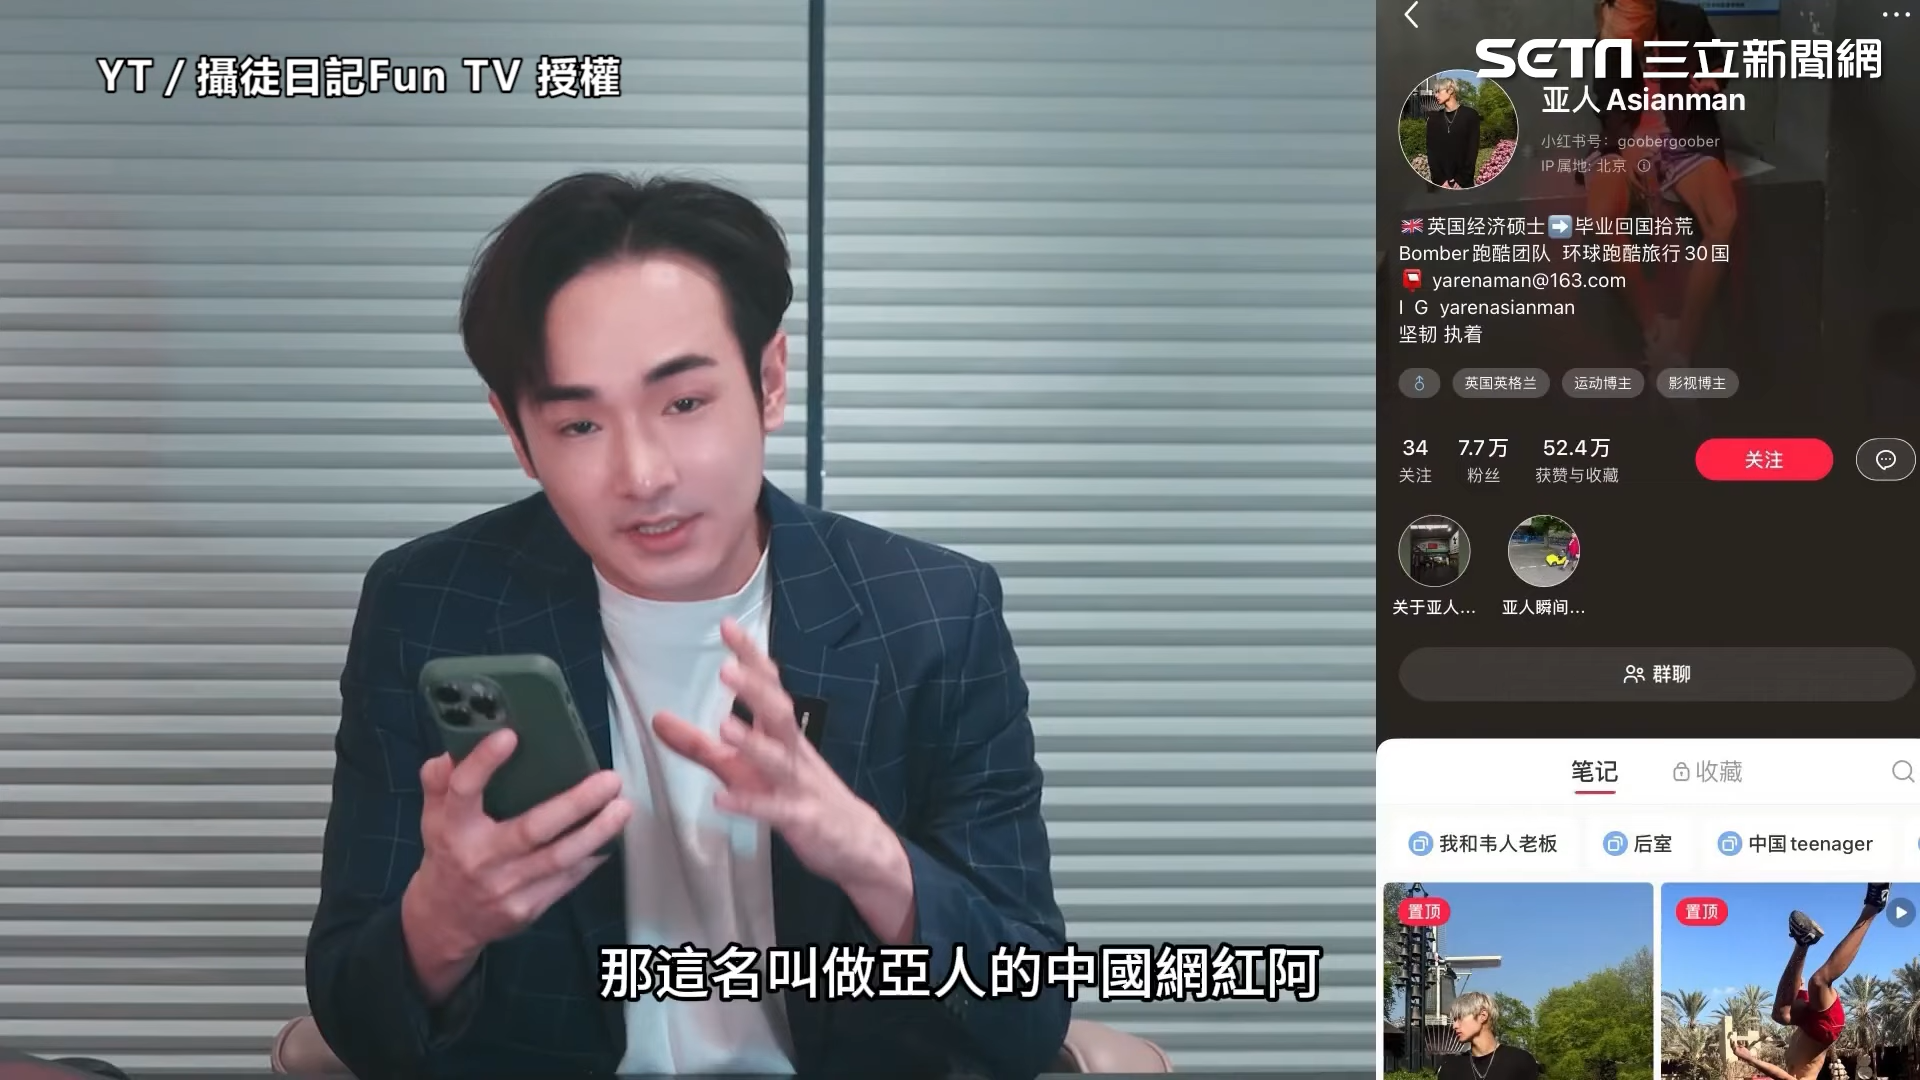 YT / 攝徒日記Fun TV 授權
那這名叫做亞人的中國網紅阿
SETN三立新聞網
亚人Asianman
小红书号：goobergoober
IP属地: 北京
🇬🇧英国经济硕士➡️毕业回国拾荒
Bomber跑酷团队 环球跑酷旅行30国
📮 yarenaman@163.com
I G yarenasianman
坚韧 执着
英国英格兰 运动博主 影视博主
34 7.7万 52.4万
关注 粉丝 获赞与收藏
关注
关于亚人... 亚人瞬间...
群聊
笔记 收藏
我和韦人老板 后室 中国teenager
置顶 置顶